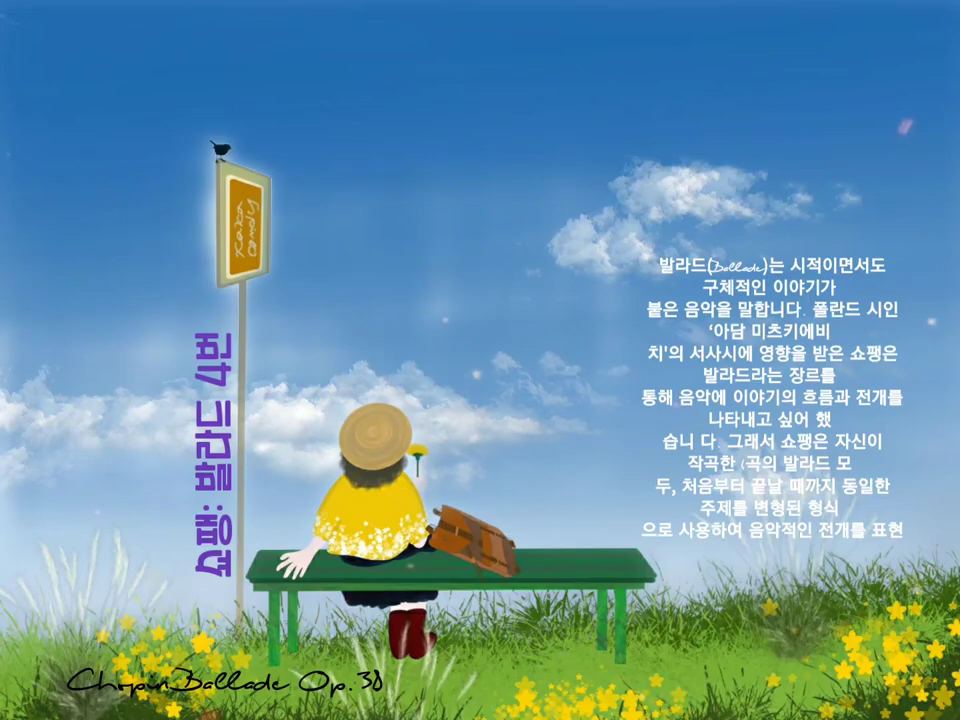 xaxa
candy
쇼팽: 발라드 4번
발라드(Ballade)는 시적이면서도
구체적인 이야기가
붙은 음악을 말합니다. 폴란드 시인
‘아담 미츠키에비
치'의 서사시에 영향을 받은 쇼팽은
발라드라는 장르를
통해 음악에 이야기의 흐름과 전개를
나타내고 싶어 했
습니 다. 그래서 쇼팽은 자신이
작곡한 곡의 발라드 모
두, 처음부터 끝날 때까지 동일한
주제를 변형된 형식
으로 사용하여 음악적인 전개를 표현
Chopin Ballade Op.38